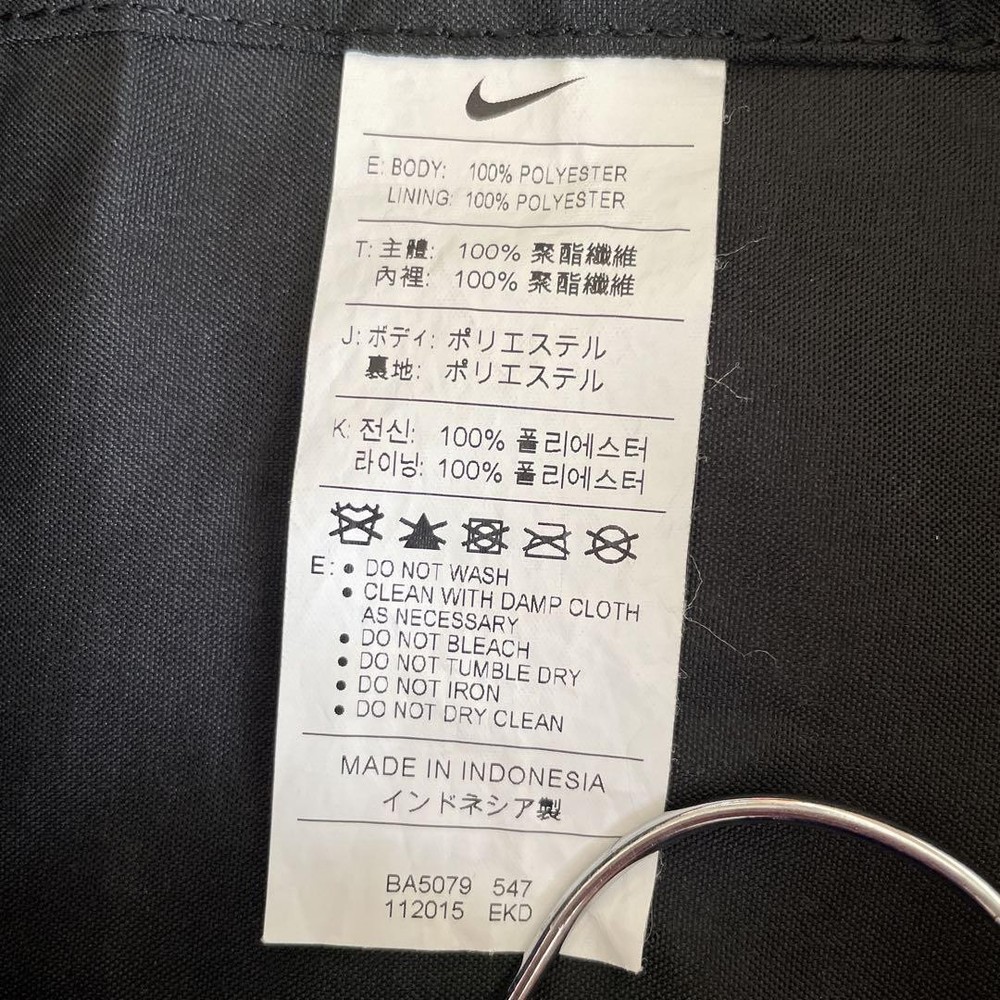 E: BODY: 100% POLYESTER
LINING: 100% POLYESTER
T: 主體: 100% 聚酯纖維
內裡: 100% 聚酯纖維
J: ボディ: ポリエステル
裏地: ポリエステル
K: 전신: 100% 폴리에스터
라이닝: 100% 폴리에스터
E: • DO NOT WASH
• CLEAN WITH DAMP CLOTH
AS NECESSARY
• DO NOT BLEACH
• DO NOT TUMBLE DRY
• DO NOT IRON
• DO NOT DRY CLEAN
MADE IN INDONESIA
インドネシア製
BA5079 547
112015 EKD